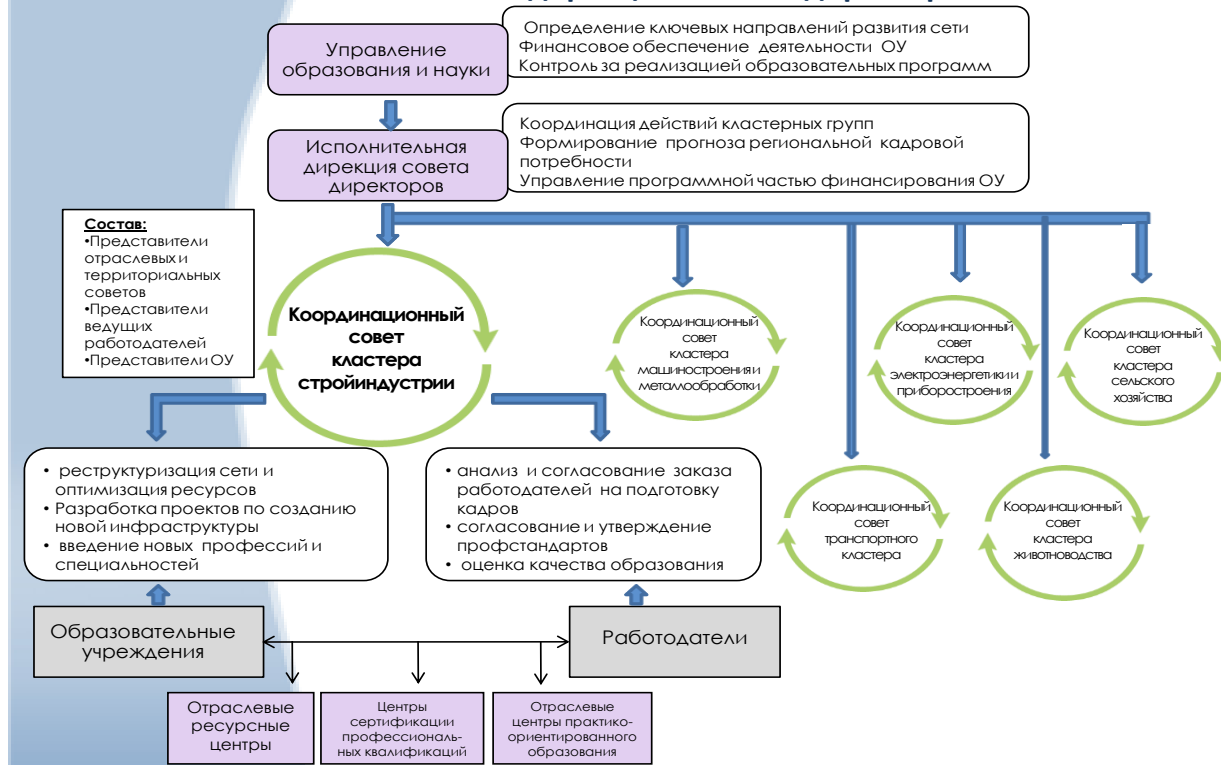 Управление
образования и науки
Определение ключевых направлений развития сети
Финансовое обеспечение деятельности ОУ
Контроль за реализацией образовательных программ
Исполнительная
дирекция совета
директоров
Координация действий кластерных групп
Формирование прогноза региональной кадровой
потребности
Управление программной частью финансирования ОУ
Состав:
•Представители
отраслевых и
территориальных
советов
•Представители
ведущих
работодателей
•Представители ОУ
Координационный
совет
кластера
стройиндустрии
Координационный
совет
кластера
машиностроения и
металлообработки
Координационный
совет
кластера
электроэнергетики и
приборостроения
Координационный
совет
кластера
сельского
хозяйства
• реструктуризация сети и
оптимизация ресурсов
• Разработка проектов по созданию
новой инфраструктуры
• введение новых профессий и
специальностей
• анализ и согласование заказа
работодателей на подготовку
кадров
• согласование и утверждение
профстандартов
• оценка качества образования
Координационный
совет
транспортного
кластера
Координационный
совет
кластера
животноводства
Образовательные
учреждения
Работодатели
Отраслевые
ресурсные
центры
Центры
сертификации
профессиональ-
ных квалификаций
Отраслевые
центры практико-
ориентированного
образования